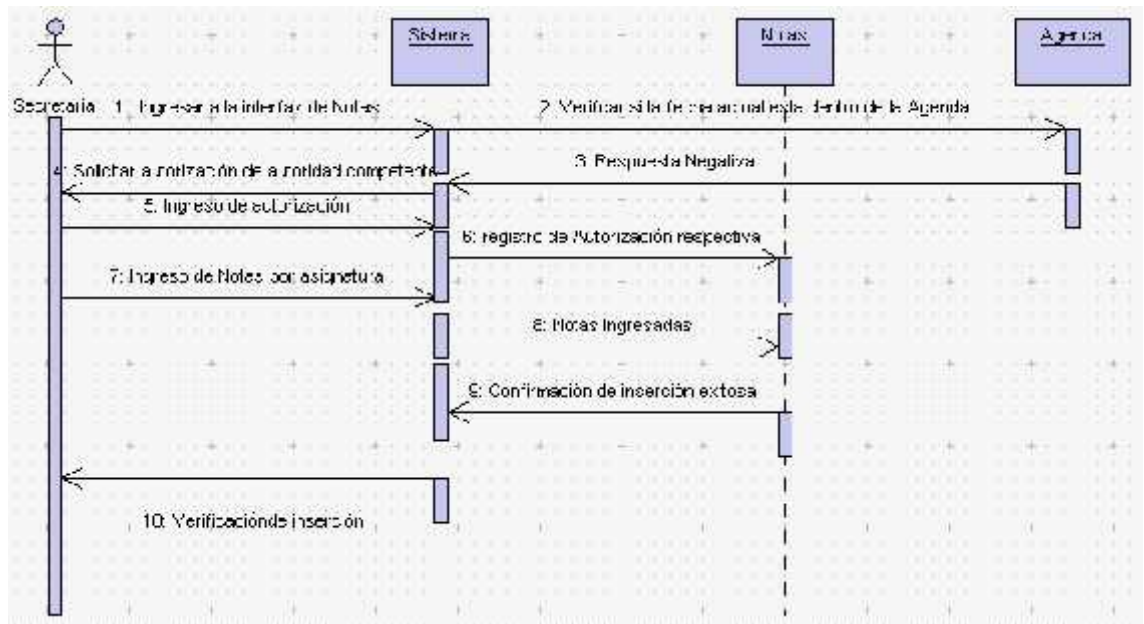 Sistema
Notas
Agenda
Secretaria
1: Ingresar a la interfaz de Notas
2: Verificar si la fecha actual esta dentro de la Agenda
3: Respuesta Negativa
4: Solicitar autorización de autoridad competente
5: Ingreso de autorización
6: registro de Autorización respectiva
7: Ingreso de Notas por asignatura
8: Notas Ingresadas
9: Confirmación de inserción exitosa
10: Verificaciónde inserción